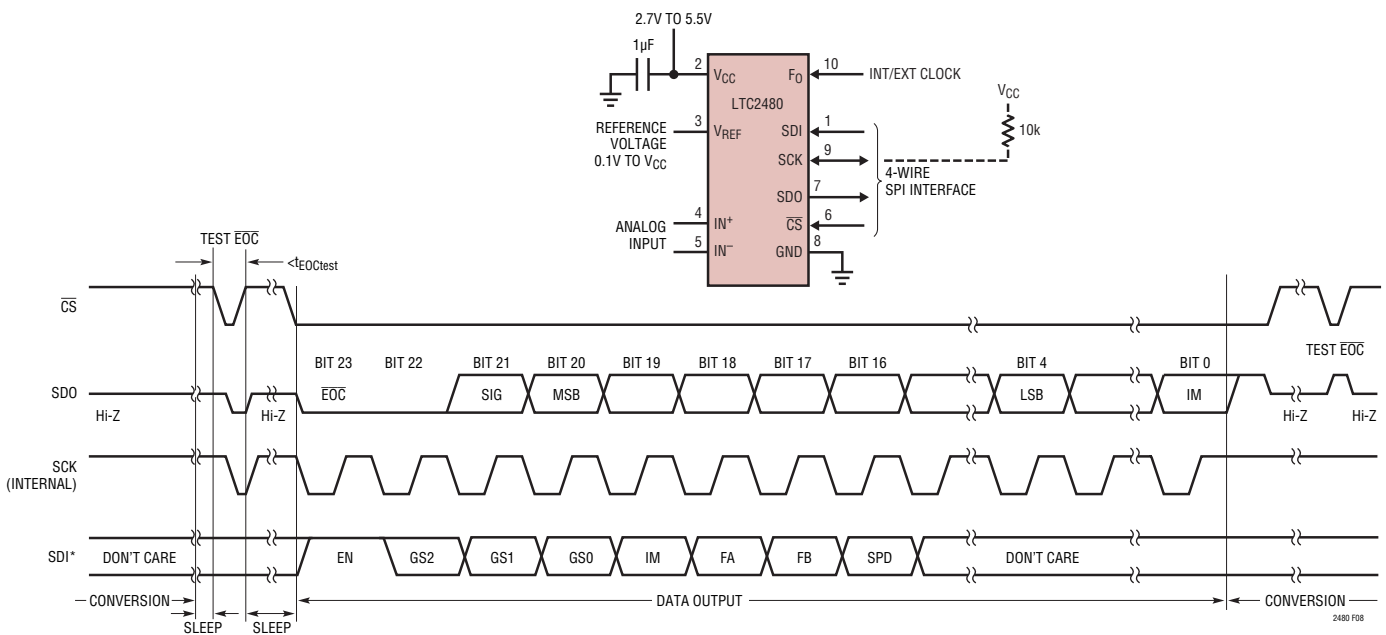 2.7V TO 5.5V
1µF
2 VCC
FO 10 INT/EXT CLOCK
LTC2480
VCC
10k
REFERENCE
VOLTAGE
0.1V TO VCC
3 VREF
SDI 1
SCK 9
SDO 7
CS 6
4-WIRE
SPI INTERFACE
ANALOG
INPUT
4 IN+
5 IN–
GND 8
TEST EOC
<tEOCtest
CS
BIT 23 BIT 22 BIT 21 BIT 20 BIT 19 BIT 18 BIT 17 BIT 16 BIT 4 BIT 0 TEST EOC
SDO EOC SIG MSB LSB IM
Hi-Z Hi-Z Hi-Z Hi-Z
SCK
(INTERNAL)
SDI* DON'T CARE EN GS2 GS1 GS0 IM FA FB SPD DON'T CARE
CONVERSION DATA OUTPUT CONVERSION
SLEEP SLEEP
2480 F08